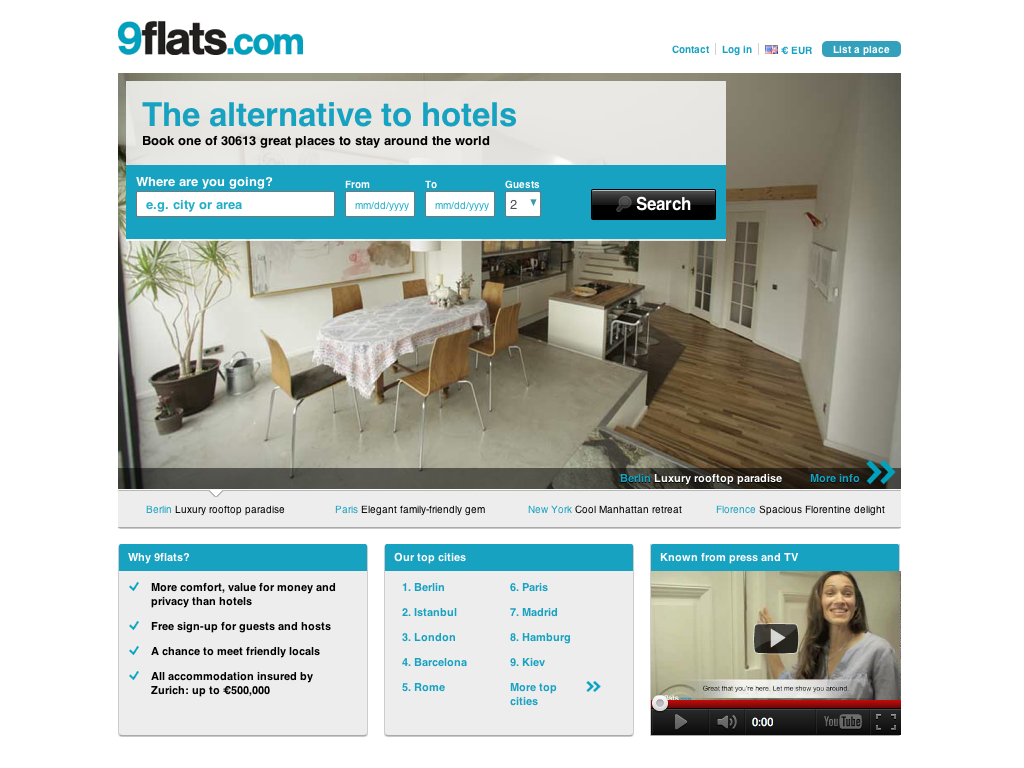 9flats.com
Contact
Log in
€ EUR
List a place
The alternative to hotels
Book one of 30613 great places to stay around the world
Where are you going?
From
To
Guests
e.g. city or area
mm/dd/yyyy
mm/dd/yyyy
2
Search
Berlin Luxury rooftop paradise
More info
Berlin Luxury rooftop paradise
Paris Elegant family-friendly gem
New York Cool Manhattan retreat
Florence Spacious Florentine delight
Why 9flats?
More comfort, value for money and
privacy than hotels
Free sign-up for guests and hosts
A chance to meet friendly locals
All accommodation insured by
Zurich: up to €500,000
Our top cities
1. Berlin
2. Istanbul
3. London
4. Barcelona
5. Rome
6. Paris
7. Madrid
8. Hamburg
9. Kiev
More top
cities
Known from press and TV
Great that you're here. Let me show you around.
0:00
YouTube